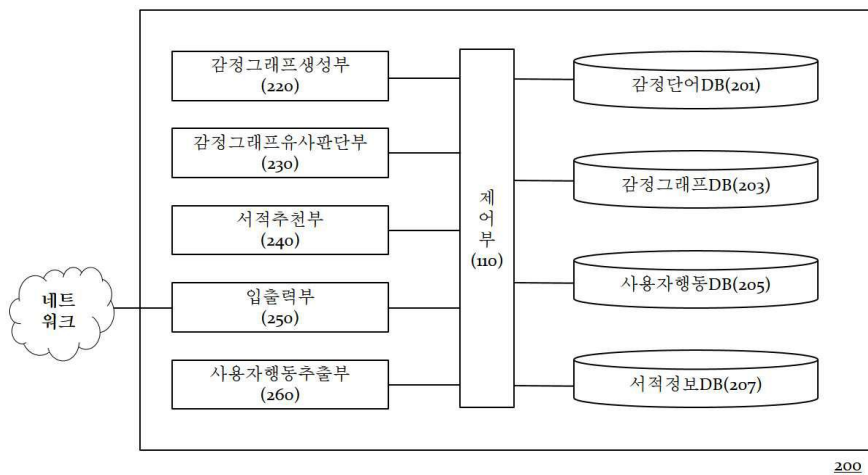 감정그래프생성부
(220)
감정그래프유사판단부
(230)
서적추천부
(240)
입출력부
(250)
사용자행동추출부
(260)
네트
워크
제
어
부
(110)
감정단어DB(201)
감정그래프DB(203)
사용자행동DB(205)
서적정보DB(207)
200